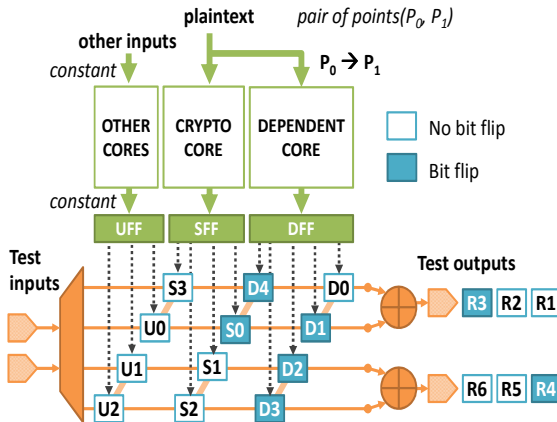 plaintext
pair of points(P0, P1)
other inputs
constant
P0 → P1
OTHER CORES
CRYPTO CORE
DEPENDENT CORE
No bit flip
Bit flip
constant
UFF SFF DFF
Test inputs
Test outputs
S3 D4 D0
R3 R2 R1
U0 S0 D1
U1 S1 D2
R6 R5 R4
U2 S2 D3